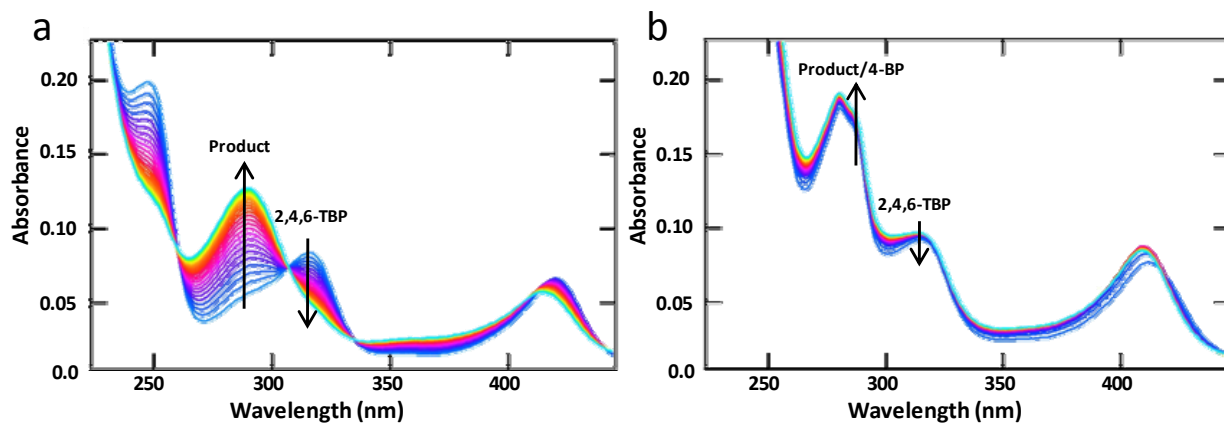 a
0.20
0.15
0.10
0.05
0.0
Absorbance
Product
2,4,6-TBP
250
300
350
400
Wavelength (nm)
b
0.20
0.15
0.10
0.05
0.0
Absorbance
Product/4-BP
2,4,6-TBP
250
300
350
400
Wavelength (nm)